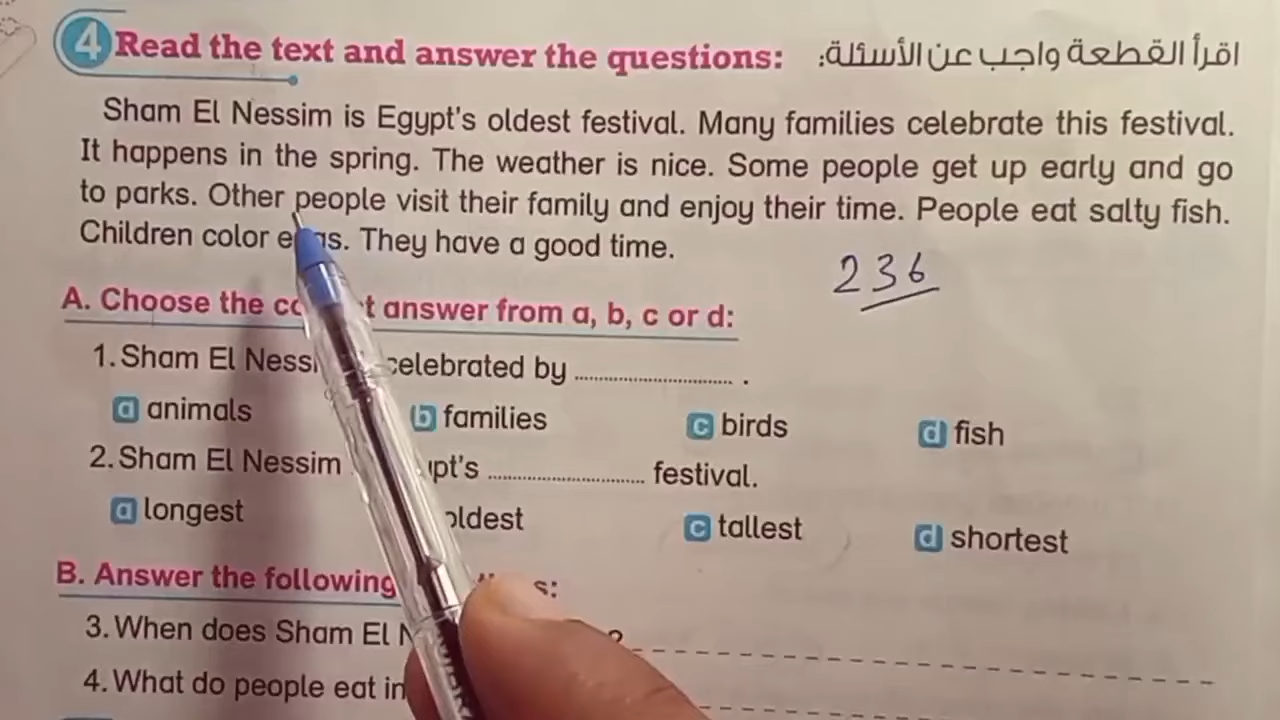 4 Read the text and answer the questions: اقرأ القطعة واجب عن الأسئلة:
Sham El Nessim is Egypt's oldest festival. Many families celebrate this festival.
It happens in the spring. The weather is nice. Some people get up early and go
to parks. Other people visit their family and enjoy their time. People eat salty fish.
Children color. They have a good time.
236
A. Choose the answer from a, b, c or d:
1. Sham El celebrated by .................... .
a animals b families c birds d fish
2. Sham El Nessim .................... festival.
a longest oldest c tallest d shortest
B. Answer the following
3. When does Sham El ?
4. What do people eat in